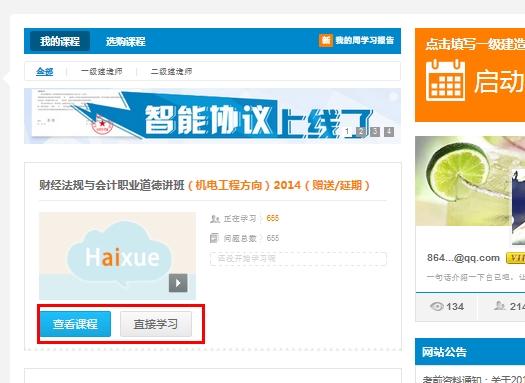 我的课程 选购课程 新 我的周学习报告
全部 一级建造师 二级建造师
智能协议上线了
1 2 3 4
财经法规与会计职业道德讲班（机电工程方向）2014（赠送/延期）
Haixue
正在学习 655
问题总数 655
还没开始学习呢
查看课程 直接学习
点击填写一级建造
启动
864...@qq.com VIP
一句话介绍一下自己吧，让
134 214
网站公告
考前资料通知：关于201